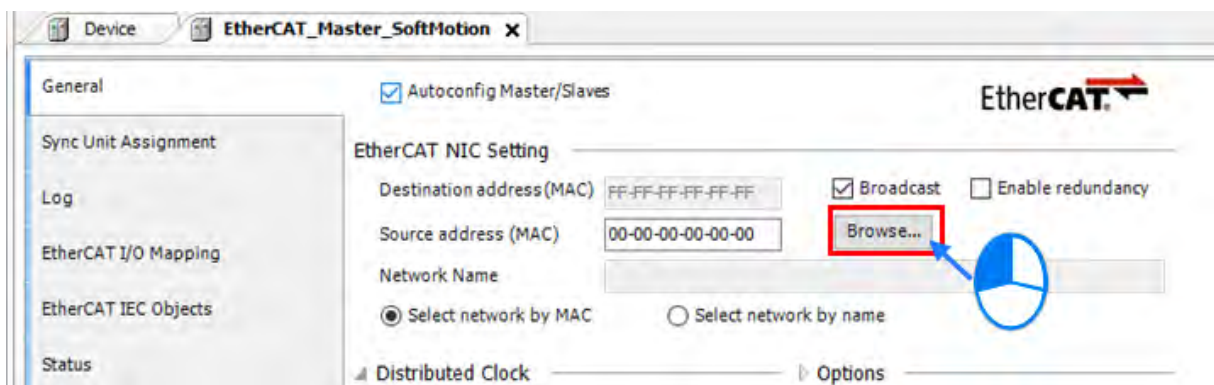 Device
EtherCAT_Master_SoftMotion X
General
Autoconfig Master/Slaves
EtherCAT.
Sync Unit Assignment
EtherCAT NIC Setting
Destination address (MAC) FF-FF-FF-FF-FF-FF Broadcast Enable redundancy
Log
Source address (MAC) 00-00-00-00-00-00 Browse...
EtherCAT I/O Mapping
Network Name
EtherCAT IEC Objects
Select network by MAC Select network by name
Status
Distributed Clock Options